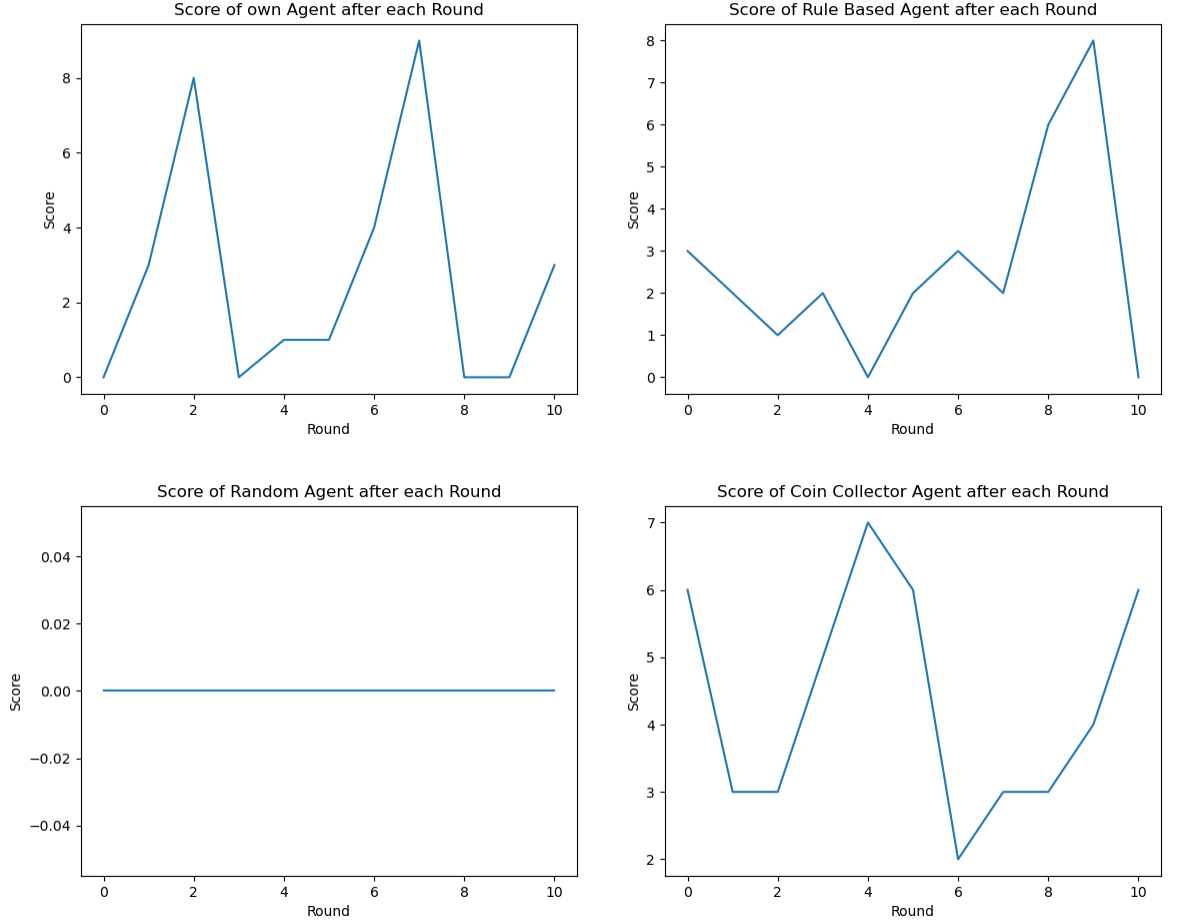 Score of own Agent after each Round
8
6
4
2
0
Score
0 2 4 6 8 10
Round
Score of Rule Based Agent after each Round
8
7
6
5
4
3
2
1
0
Score
0 2 4 6 8 10
Round
Score of Random Agent after each Round
0.04
0.02
0.00
−0.02
−0.04
Score
0 2 4 6 8 10
Round
Score of Coin Collector Agent after each Round
7
6
5
4
3
2
Score
0 2 4 6 8 10
Round